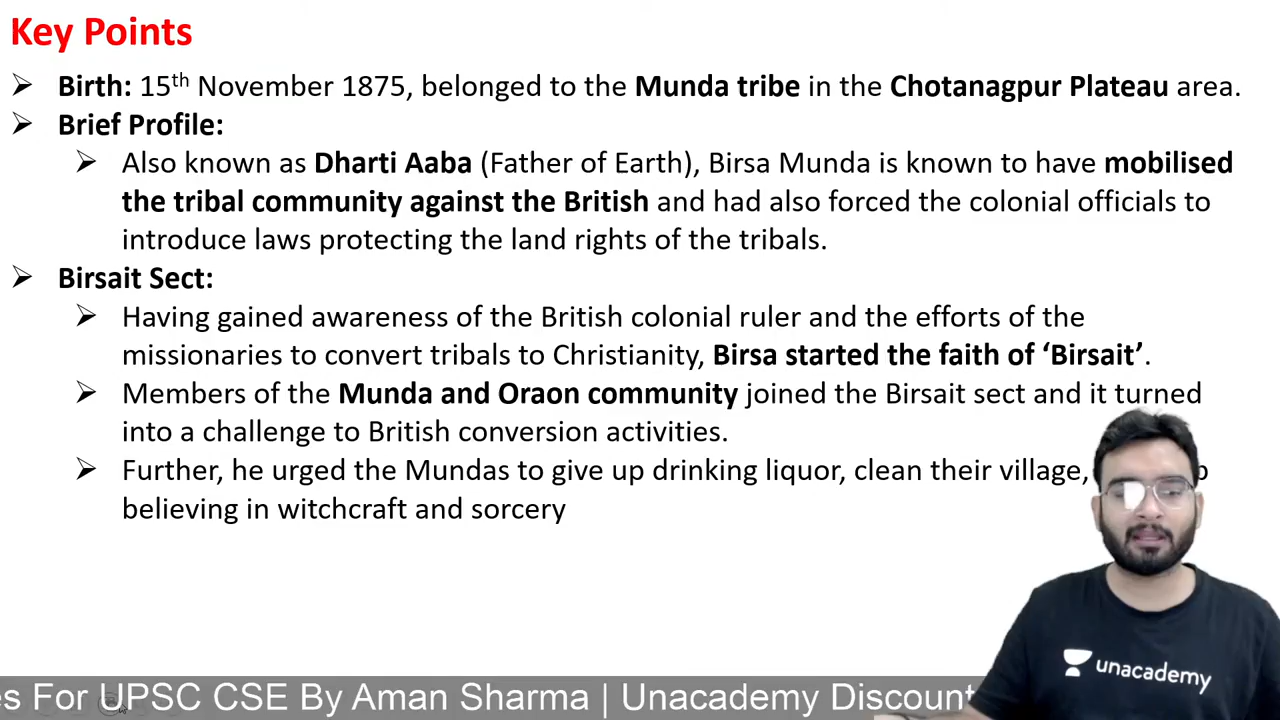 Key Points
➤ Birth: 15th November 1875, belonged to the Munda tribe in the Chotanagpur Plateau area.
➤ Brief Profile:
➤ Also known as Dharti Aaba (Father of Earth), Birsa Munda is known to have mobilised
the tribal community against the British and had also forced the colonial officials to
introduce laws protecting the land rights of the tribals.
➤ Birsait Sect:
➤ Having gained awareness of the British colonial ruler and the efforts of the
missionaries to convert tribals to Christianity, Birsa started the faith of ‘Birsait’.
➤ Members of the Munda and Oraon community joined the Birsait sect and it turned
into a challenge to British conversion activities.
➤ Further, he urged the Mundas to give up drinking liquor, clean their village,
believing in witchcraft and sorcery
unacademy
For UPSC CSE By Aman Sharma | Unacademy Discount